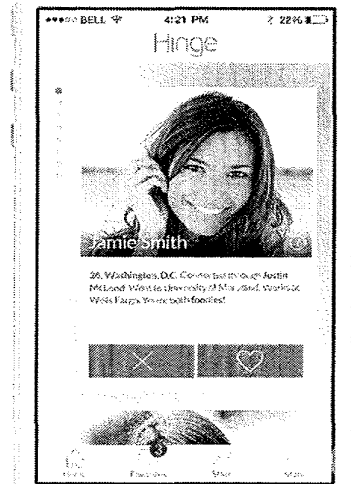 BELL 4:21 PM 22%
Hinge
Jamie Smith
26, Washington, D.C. Connected through Justin
McLeod. Went to University of Maryland. Works at
Wells Fargo. You're both foodies!
3